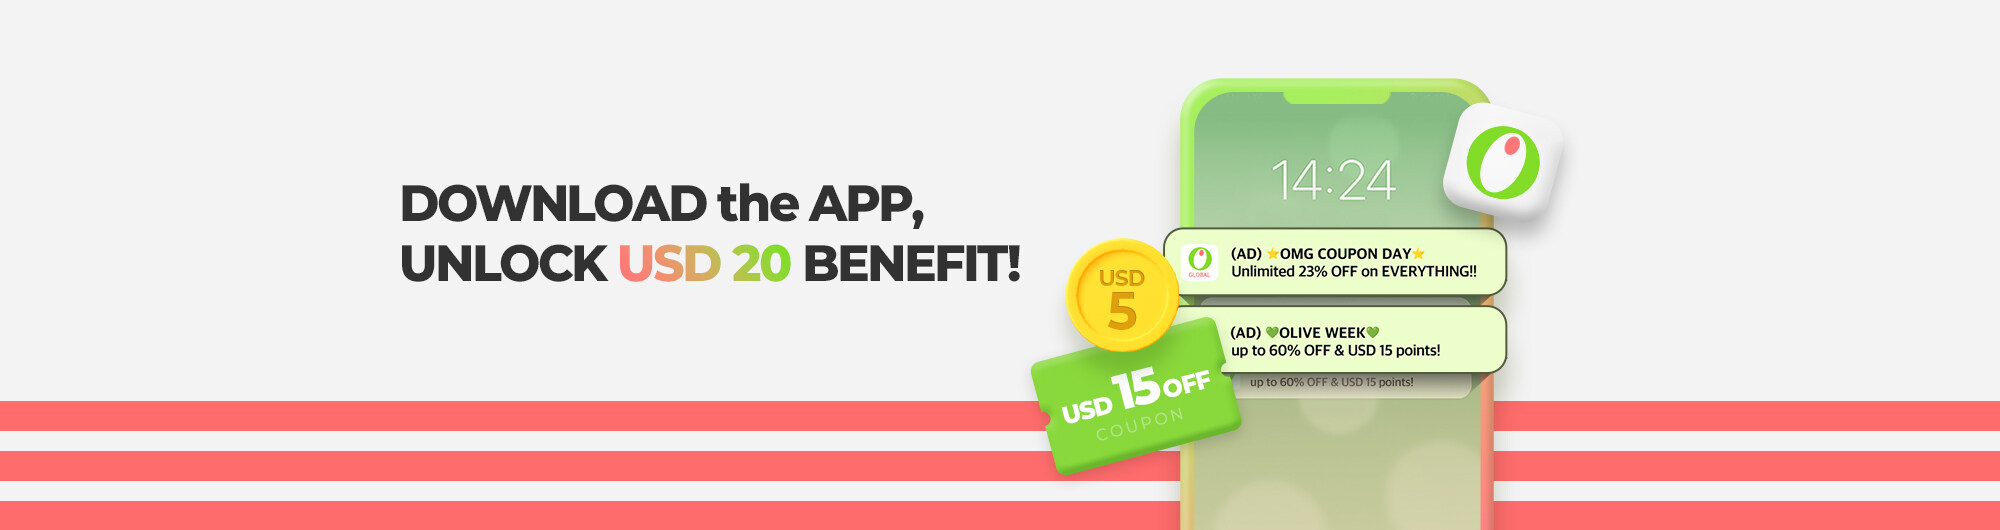 DOWNLOAD the APP,
UNLOCK USD 20 BENEFIT!
14:24
GLOBAL
(AD) ⭐OMG COUPON DAY⭐
Unlimited 23% OFF on EVERYTHING!!
(AD) 💚OLIVE WEEK💚
up to 60% OFF & USD 15 points!
up to 60% OFF & USD 15 points!
USD
5
USD 15 OFF
COUPON